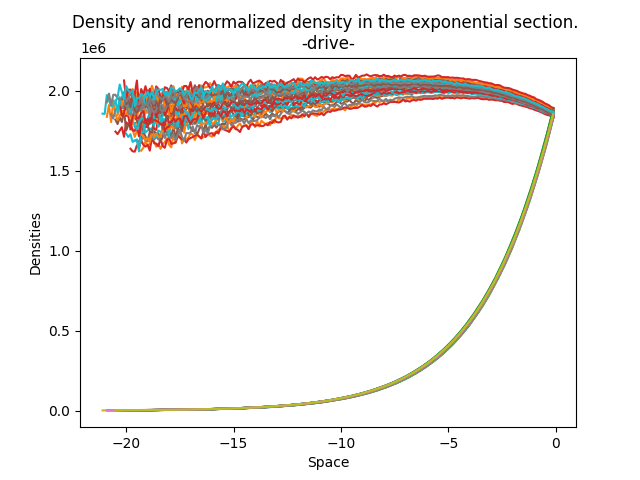 Density and renormalized density in the exponential section.
-drive-
1e6
2.0
1.5
1.0
0.5
0.0
Densities
−20
−15
−10
−5
0
Space